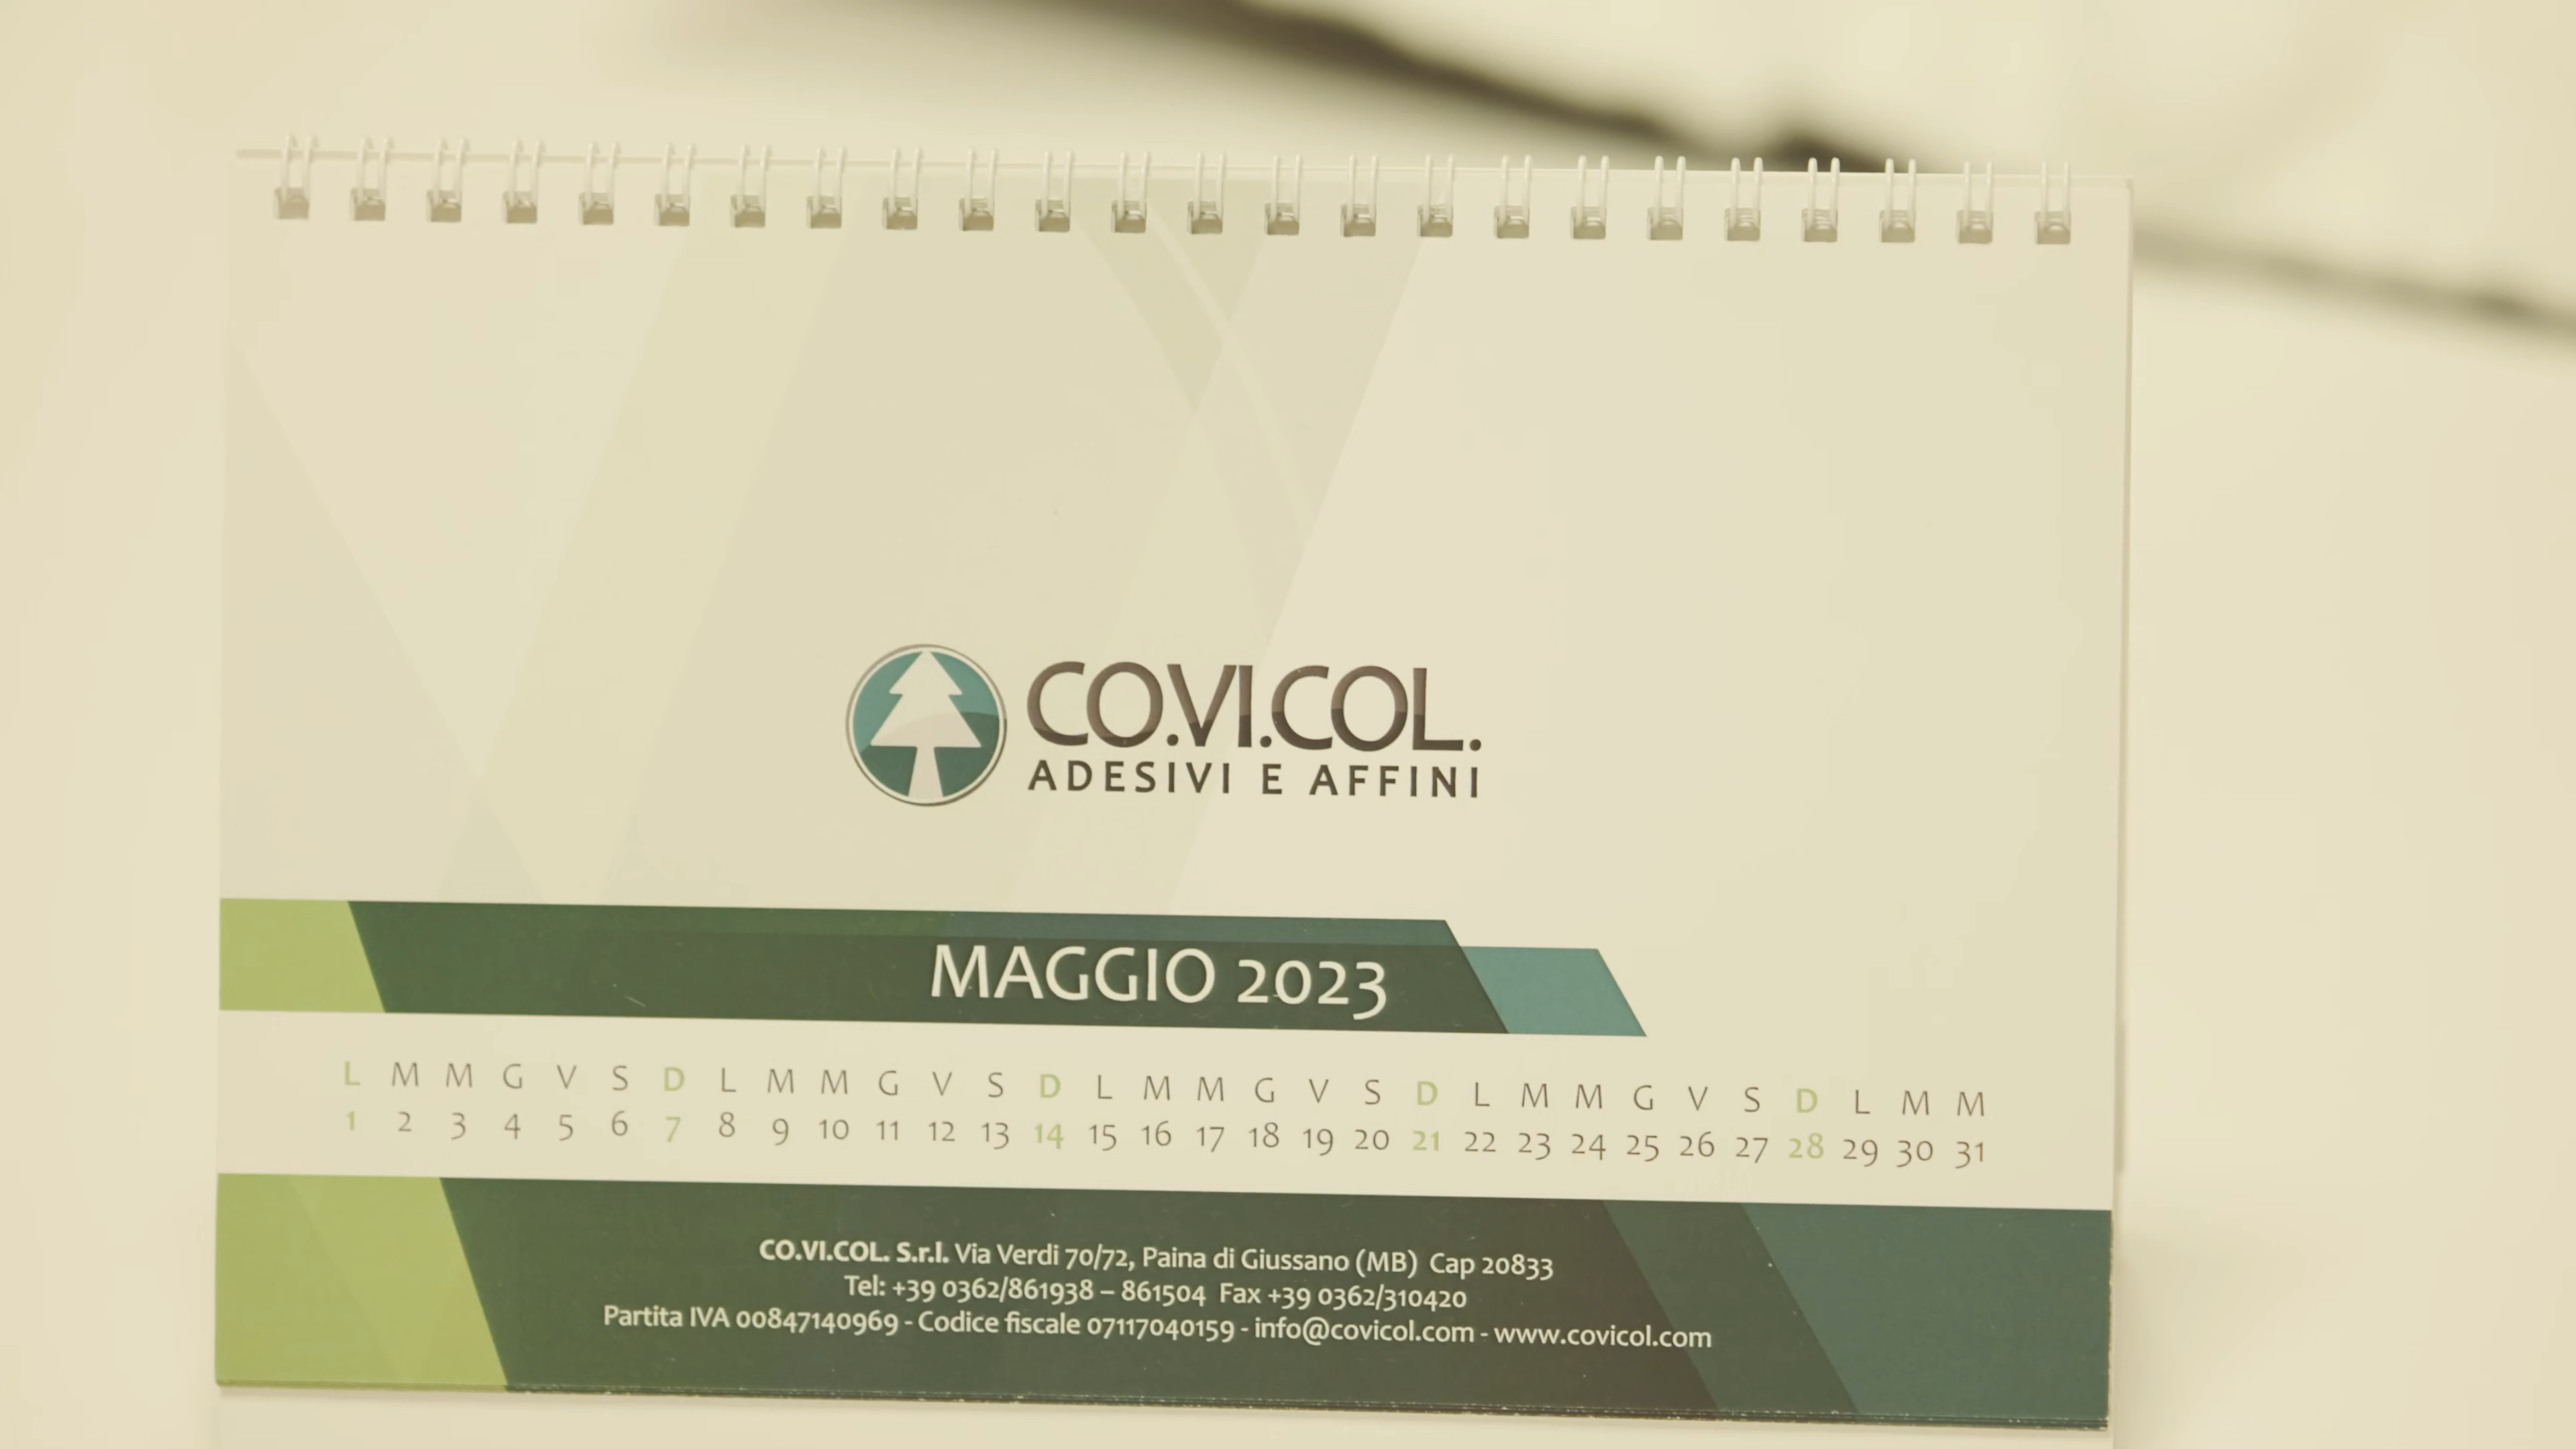 CO.VI.COL.
ADESIVI E AFFINI
MAGGIO 2023
L M M G V S D L M M G V S D L M M G V S D L M M G V S D L M M
1 2 3 4 5 6 7 8 9 10 11 12 13 14 15 16 17 18 19 20 21 22 23 24 25 26 27 28 29 30 31
CO.VI.COL. S.r.l. Via Verdi 70/72, Paina di Giussano (MB) Cap 20833
Tel: +39 0362/861938 – 861504 Fax +39 0362/310420
Partita IVA 00847140969 - Codice fiscale 07117040159 - info@covicol.com - www.covicol.com